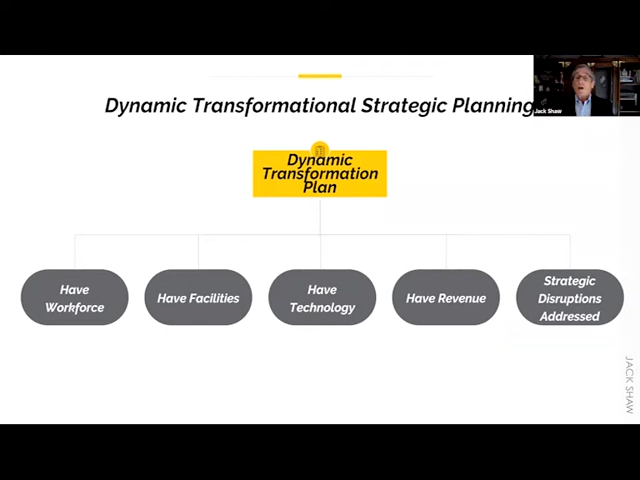 Dynamic Transformational Strategic Planning
Jack Shaw
Dynamic
Transformation
Plan
Have
Workforce
Have Facilities
Have
Technology
Have Revenue
Strategic
Disruptions
Addressed
JACK SHAW